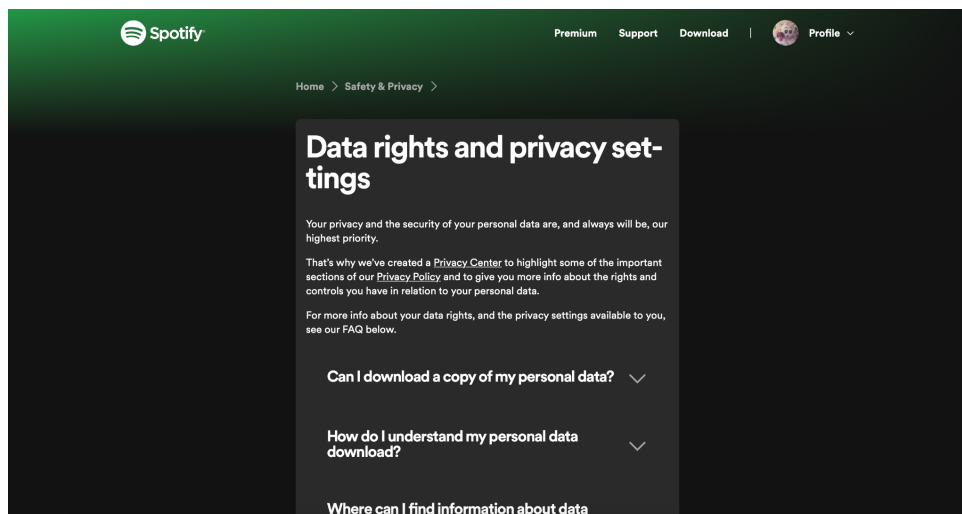 Spotify
Premium Support Download | Profile
Home > Safety & Privacy >
Data rights and privacy set-
tings
Your privacy and the security of your personal data are, and always will be, our
highest priority.
That's why we've created a Privacy Center to highlight some of the important
sections of our Privacy Policy and to give you more info about the rights and
controls you have in relation to your personal data.
For more info about your data rights, and the privacy settings available to you,
see our FAQ below.
Can I download a copy of my personal data?
How do I understand my personal data
download?
Where can I find information about data